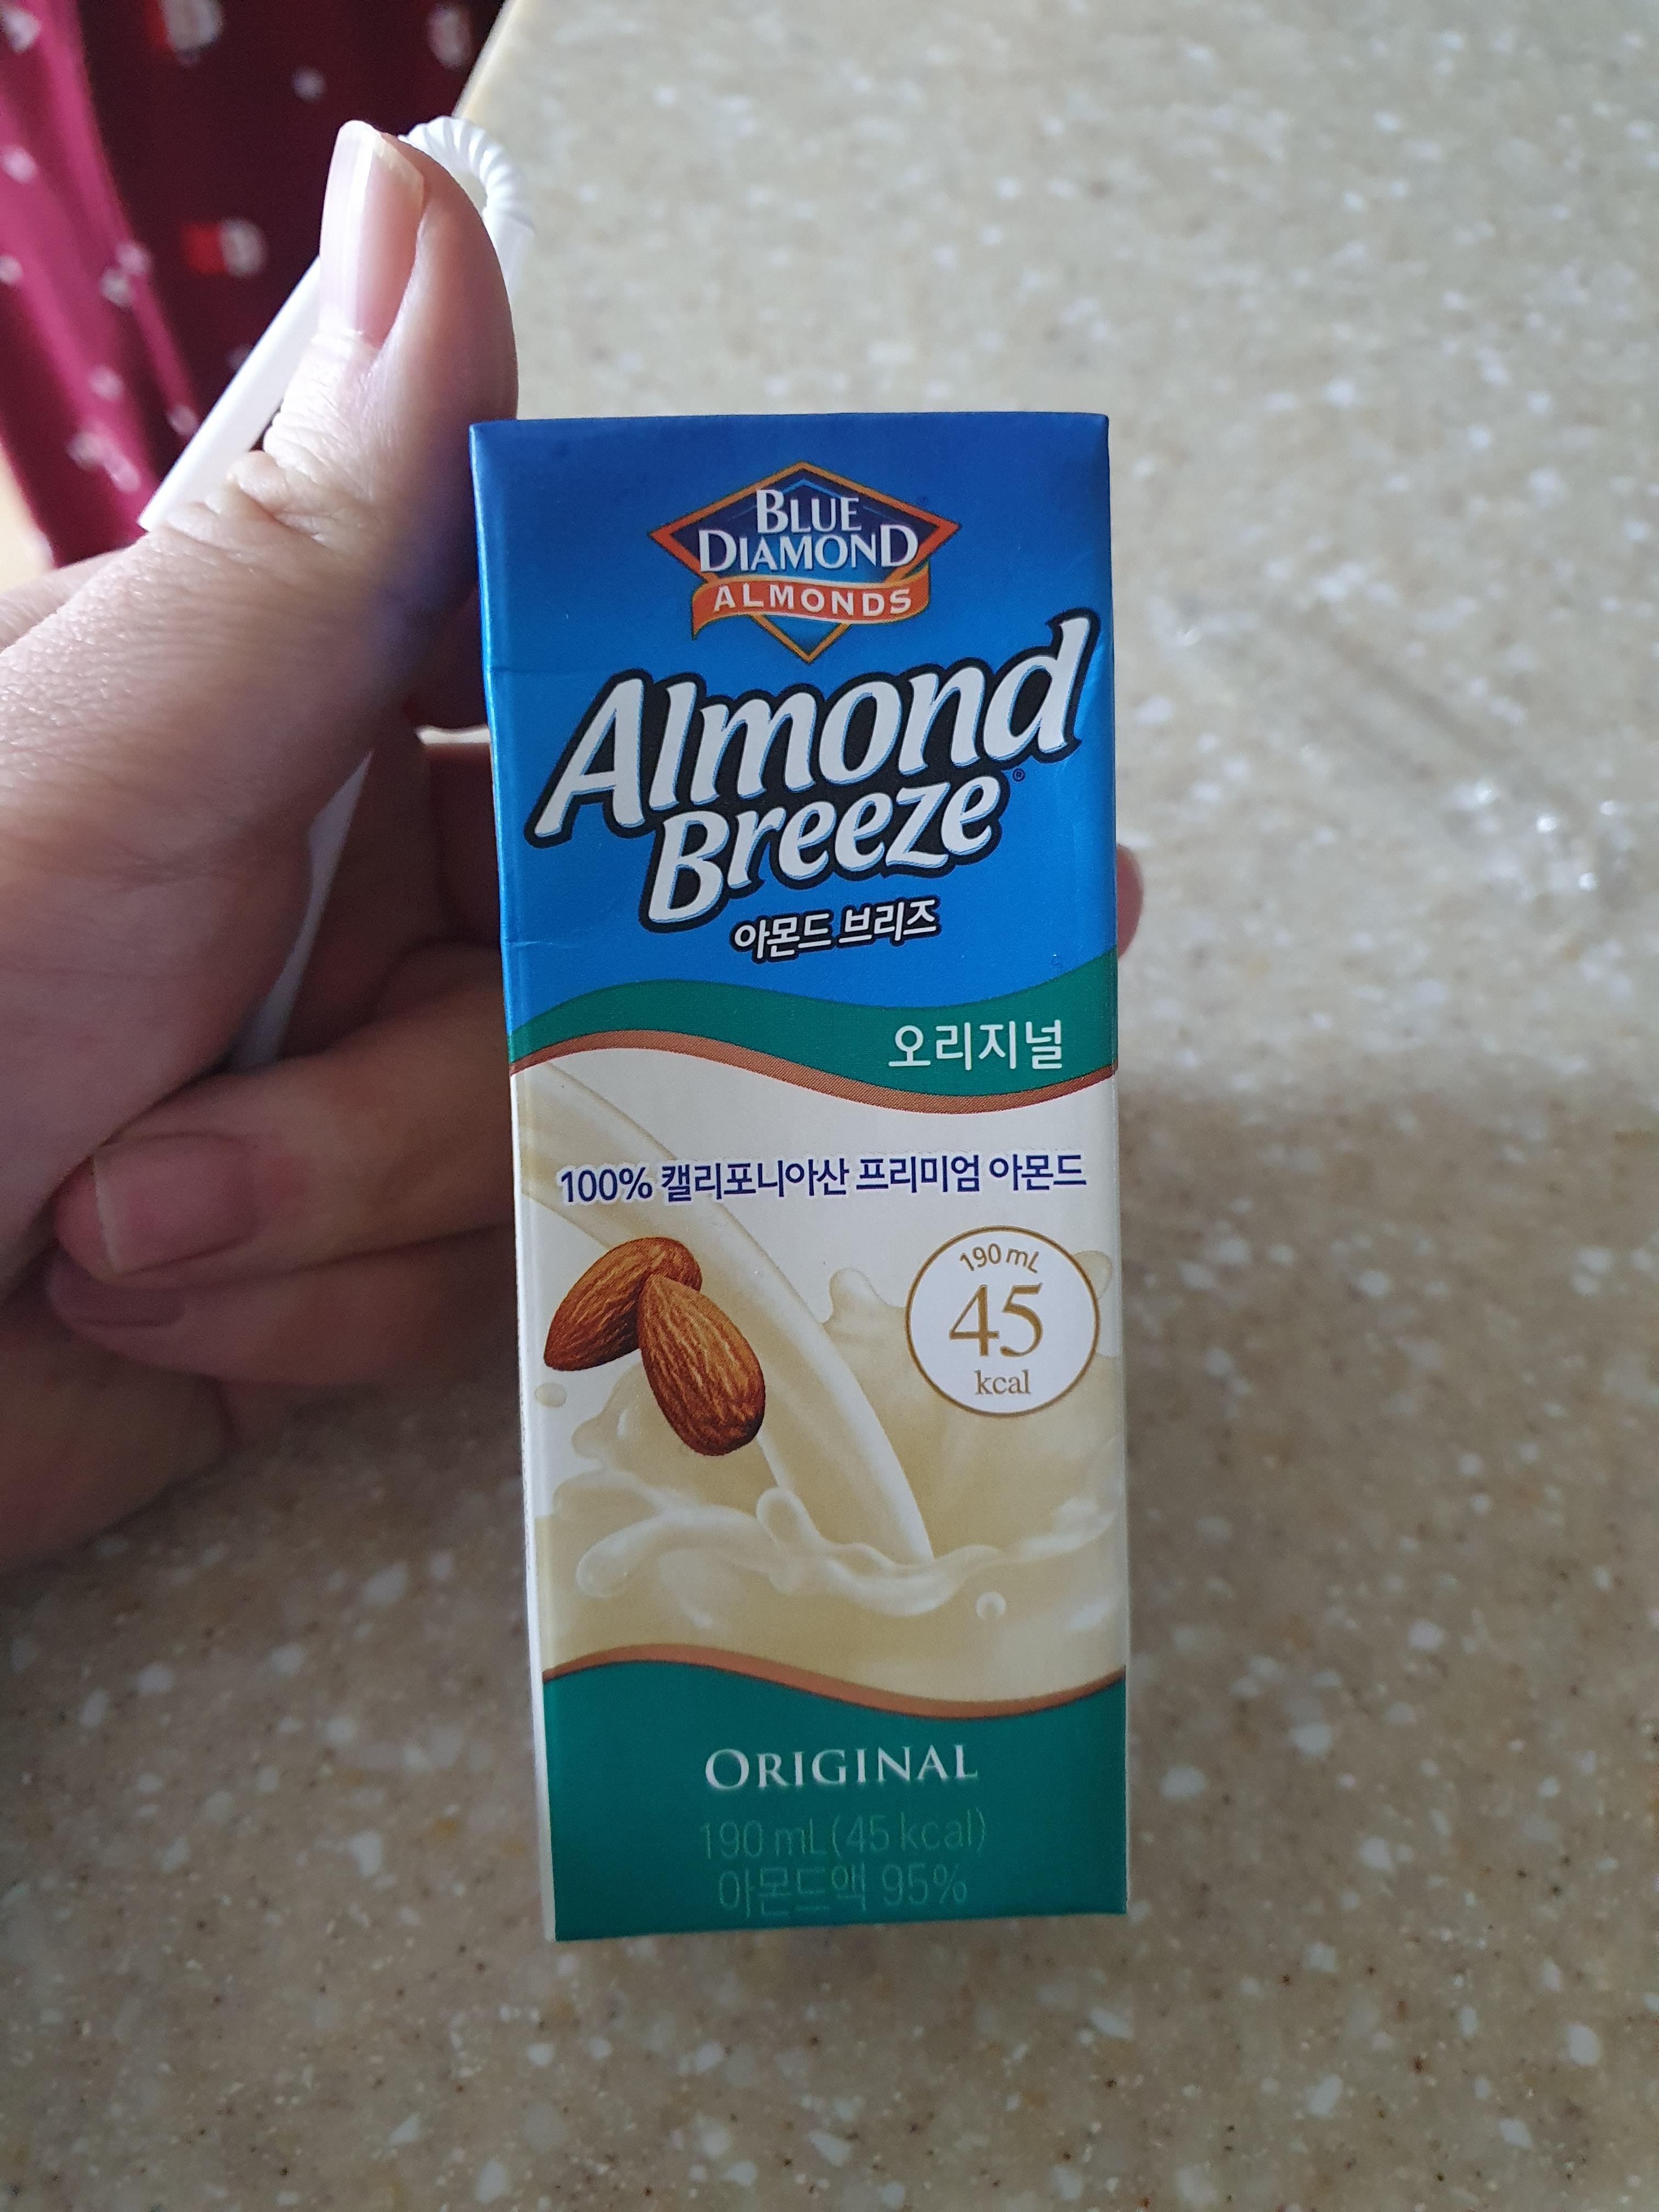 BLUE
DIAMOND
ALMONDS
Almond
Breeze
아몬드 브리즈
오리지널
100% 캘리포니아산 프리미엄 아몬드
190 mL
45
kcal
ORIGINAL
190 mL (45 kcal)
아몬드액 95%